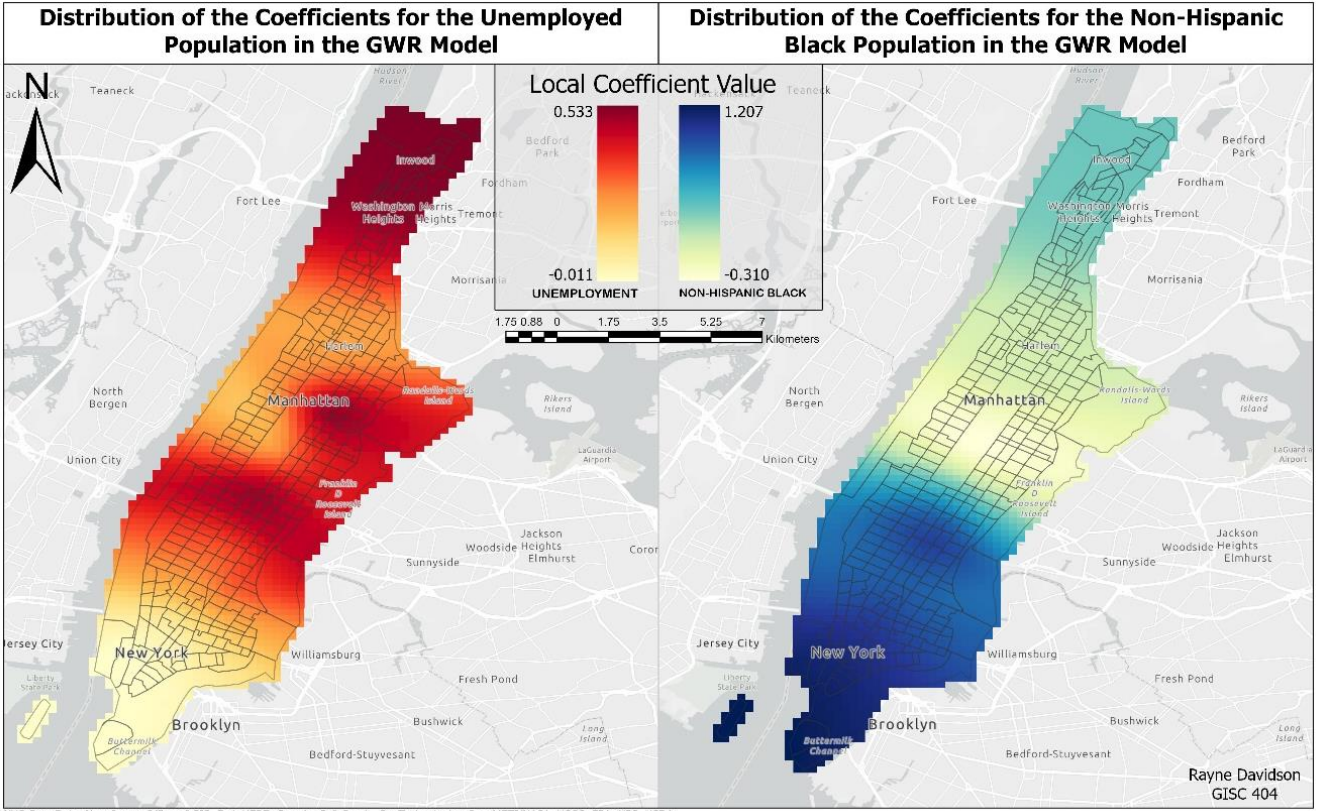 Distribution of the Coefficients for the Unemployed
Population in the GWR Model
Distribution of the Coefficients for the Non-Hispanic
Black Population in the GWR Model
N
Local Coefficient Value
0.533
-0.011
UNEMPLOYMENT
1.207
-0.310
NON-HISPANIC BLACK
1.75 0.88 0 1.75 3.5 5.25 7
Kilometers
Hudson
River
Teaneck
Bedford
Park
Inwood
Fordham
Fort Lee
Washington
Heights
Morris
Heights
Tremont
Morrisania
Harlem
North
Bergen
Manhattan
Randalls-Wards
Island
Rikers
Island
Union City
LaGuardia
Airport
Franklin
D
Roosevelt
Island
Jackson
Heights
Woodside
Elmhurst
Sunnyside
Jersey City
New York
Williamsburg
Liberty
State Park
Fresh Pond
Brooklyn
Bushwick
Buttermilk
Channel
Long
Island
Bedford-Stuyvesant
Hudson
River
Teaneck
Bedford
Park
Inwood
Fordham
Fort Lee
Washington
Heights
Morris
Heights
Tremont
Morrisania
Harlem
North
Bergen
Manhattan
Randalls-Wards
Island
Rikers
Island
Union City
Franklin
D
Roosevelt
Island
Jackson
Heights
Woodside
Elmhurst
Sunnyside
Jersey City
New York
Williamsburg
Liberty
State Park
Fresh Pond
Brooklyn
Bushwick
Buttermilk
Channel
Long
Island
Bedford-Stuyvesant
Rayne Davidson
GISC 404